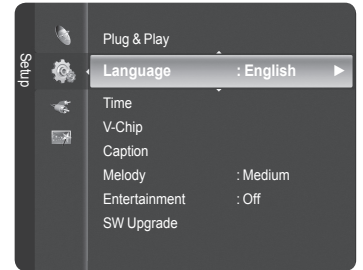 Setup
Plug & Play
Language : English
Time
V-Chip
Caption
Melody : Medium
Entertainment : Off
SW Upgrade